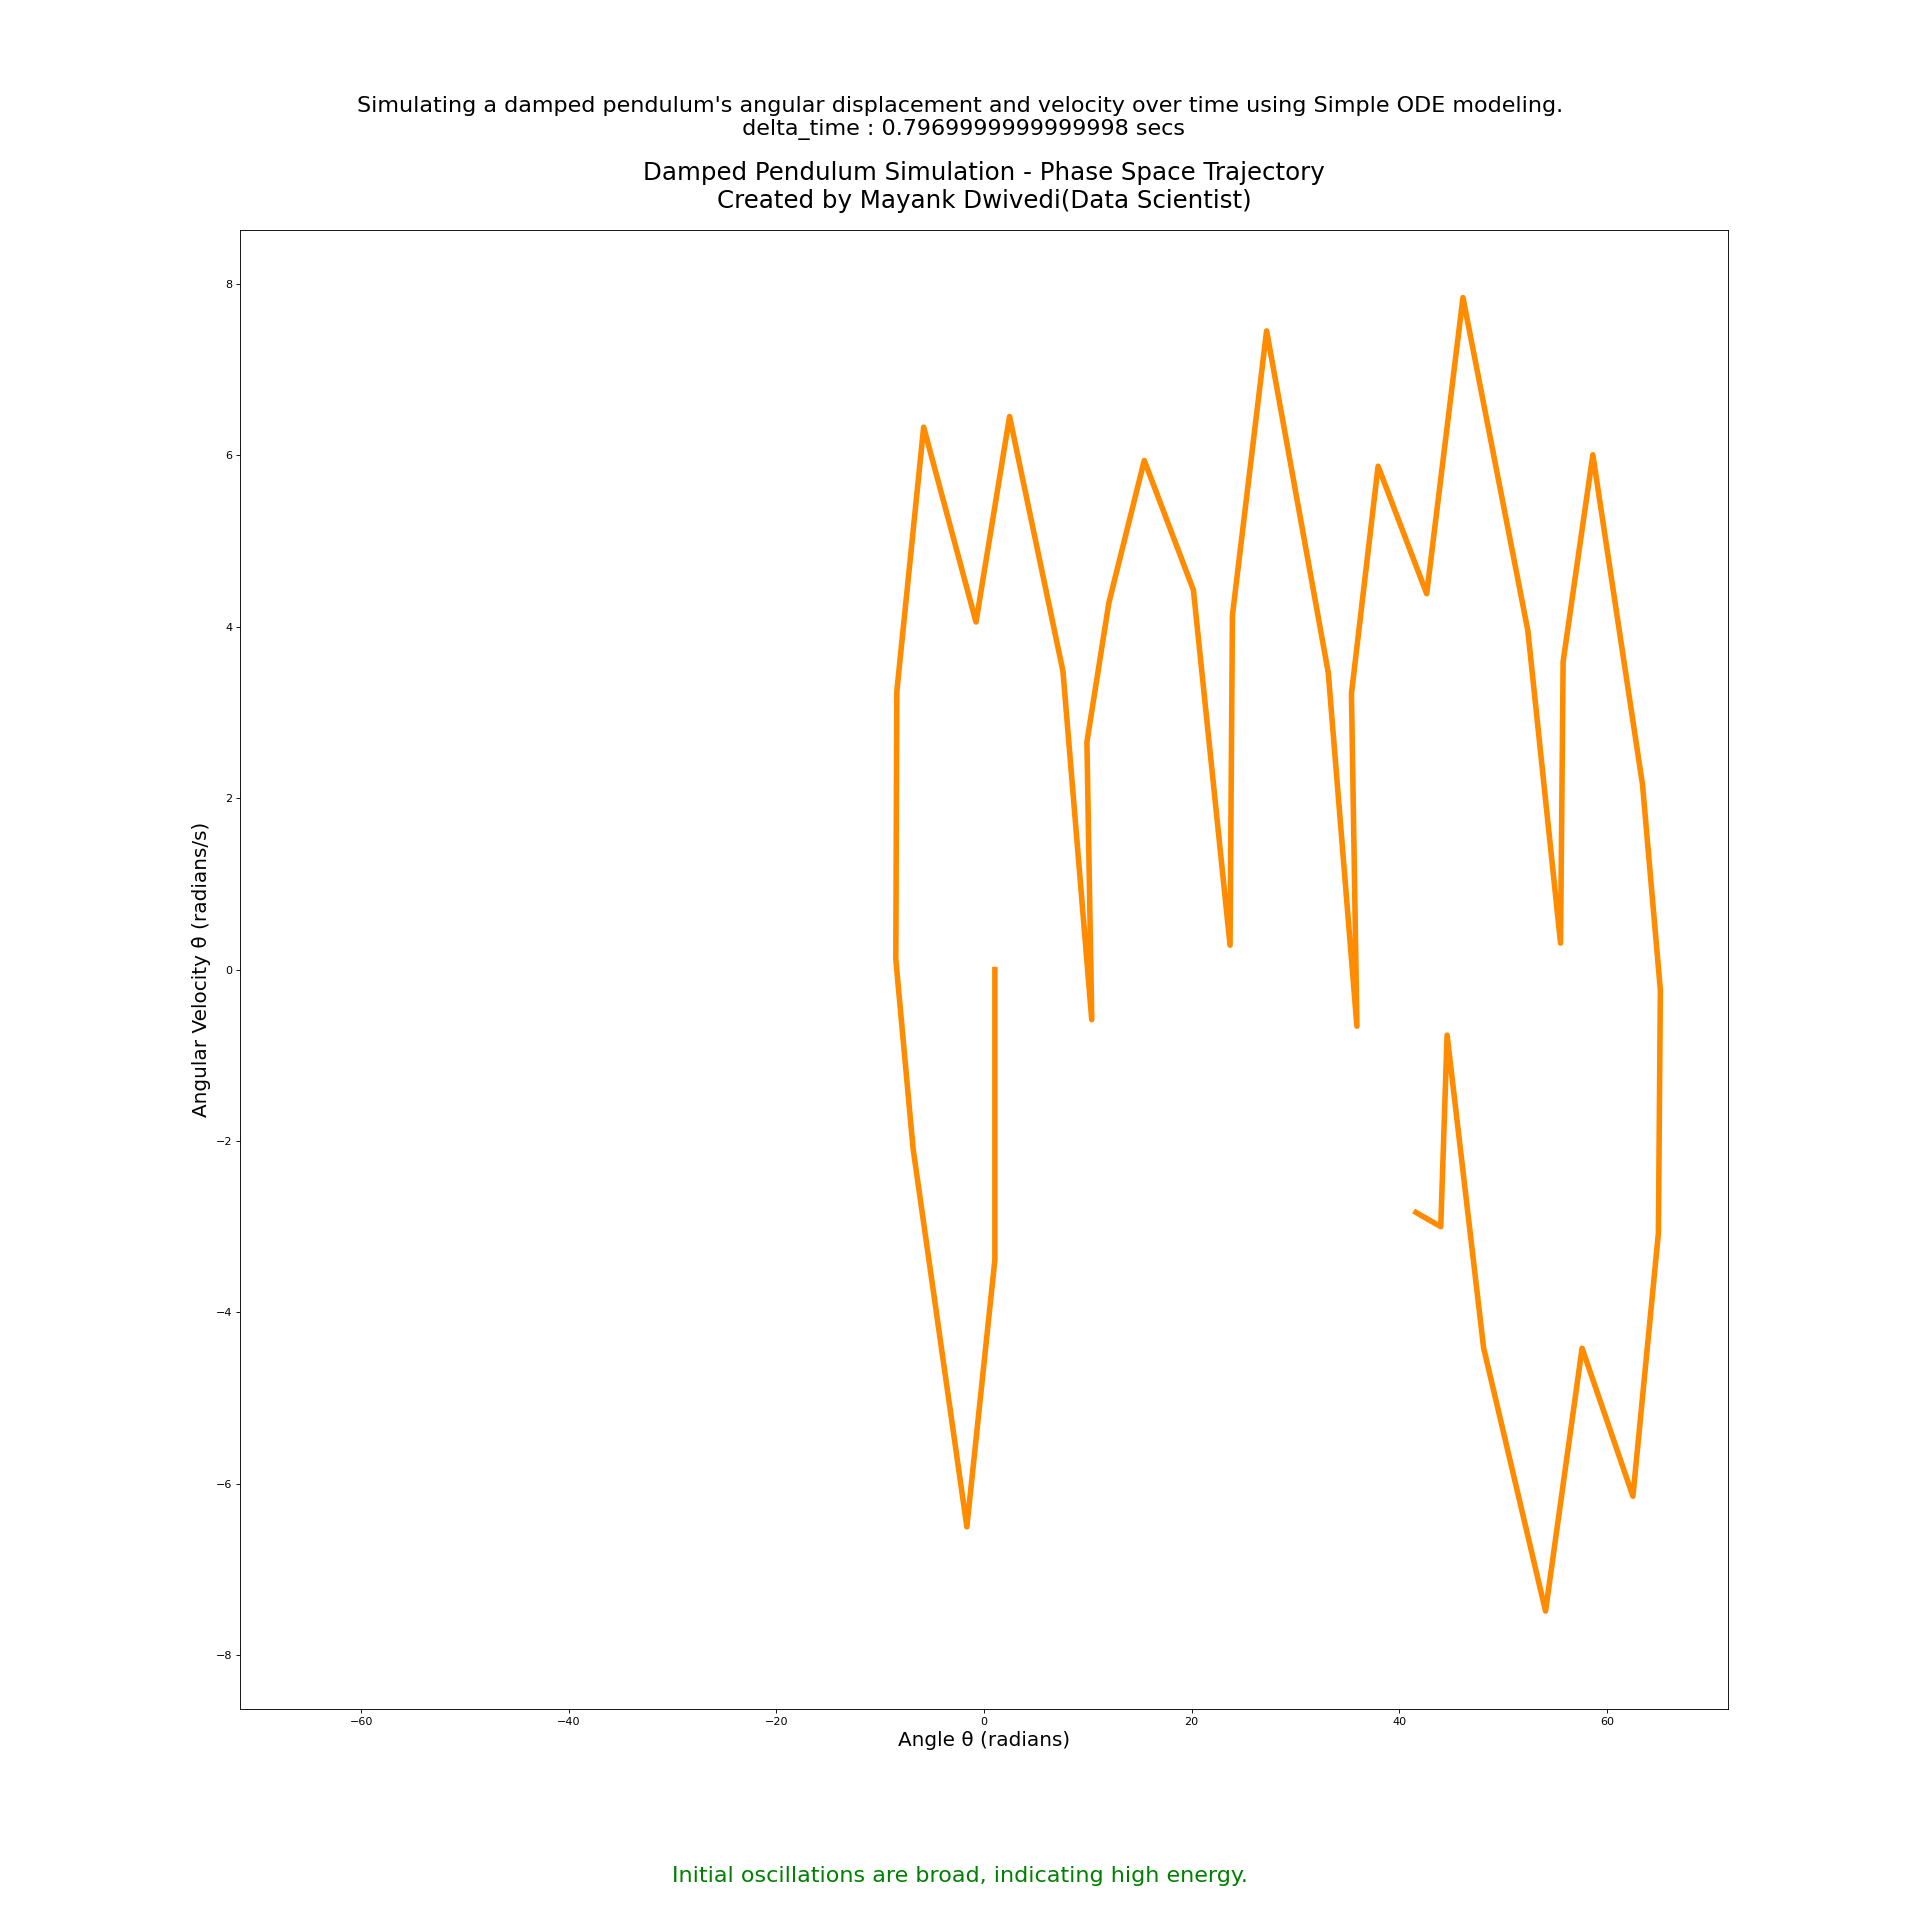 Simulating a damped pendulum's angular displacement and velocity over time using Simple ODE modeling.
delta_time : 0.7969999999999998 secs
Damped Pendulum Simulation - Phase Space Trajectory
Created by Mayank Dwivedi(Data Scientist)
8
6
4
2
0
−2
−4
−6
−8
Angular Velocity θ (radians/s)
−60
−40
−20
0
20
40
60
Angle θ (radians)
Initial oscillations are broad, indicating high energy.